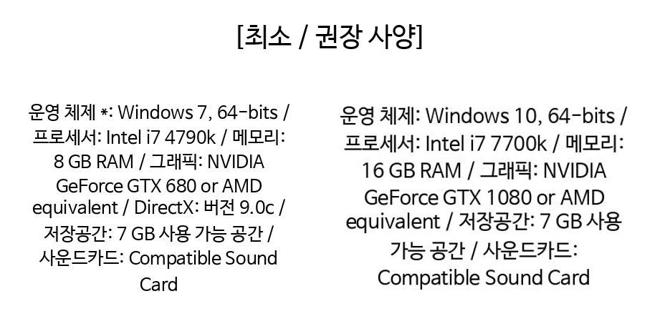 [최소 / 권장 사양]
운영 체제 *: Windows 7, 64-bits /
프로세서: Intel i7 4790k / 메모리:
8 GB RAM / 그래픽: NVIDIA
GeForce GTX 680 or AMD
equivalent / DirectX: 버전 9.0c /
저장공간: 7 GB 사용 가능 공간 /
사운드카드: Compatible Sound
Card
운영 체제: Windows 10, 64-bits /
프로세서: Intel i7 7700k / 메모리:
16 GB RAM / 그래픽: NVIDIA
GeForce GTX 1080 or AMD
equivalent / 저장공간: 7 GB 사용
가능 공간 / 사운드카드:
Compatible Sound Card